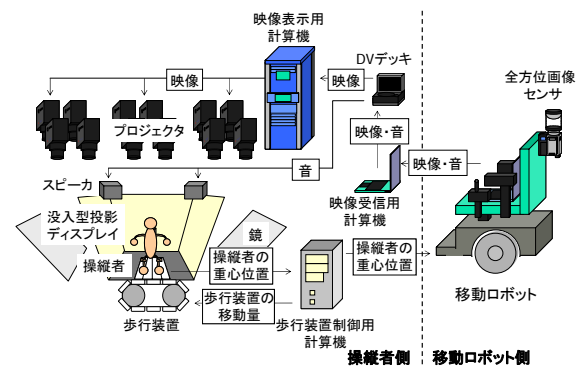 映像表示用
計算機
DVデッキ
全方位画像
センサ
映像
映像
プロジェクタ
映像・音
映像・音
音
スピーカ
映像受信用
計算機
没入型投影
ディスプレイ
鏡
操縦者
操縦者の
重心位置
操縦者の
重心位置
歩行装置の
移動量
移動ロボット
歩行装置
歩行装置制御用
計算機
操縦者側
移動ロボット側